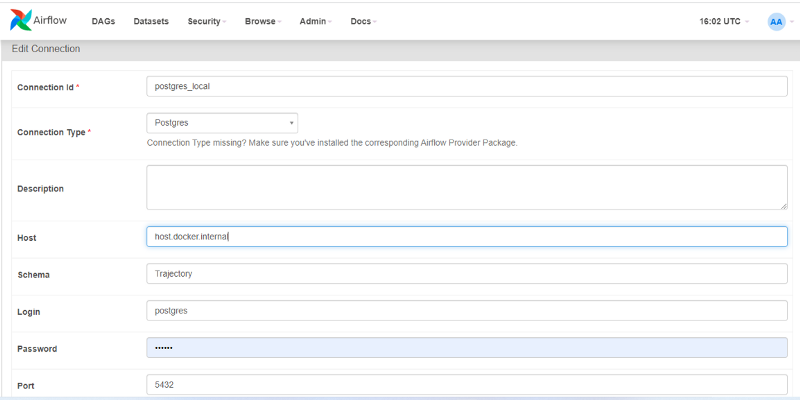 Airflow DAGs Datasets Security Browse Admin Docs 16:02 UTC AA
Edit Connection
Connection Id * postgres_local
Connection Type * Postgres
Connection Type missing? Make sure you've installed the corresponding Airflow Provider Package.
Description
Host host.docker.internal
Schema Trajectory
Login postgres
Password ••••••
Port 5432